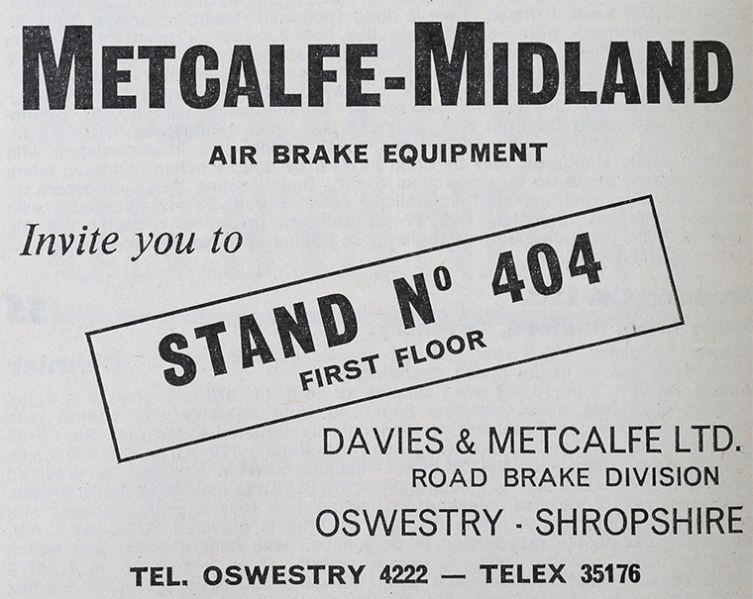 METCALFE-MIDLAND
AIR BRAKE EQUIPMENT
Invite you to
STAND Nº 404
FIRST FLOOR
DAVIES & METCALFE LTD.
ROAD BRAKE DIVISION
OSWESTRY · SHROPSHIRE
TEL. OSWESTRY 4222 — TELEX 35176